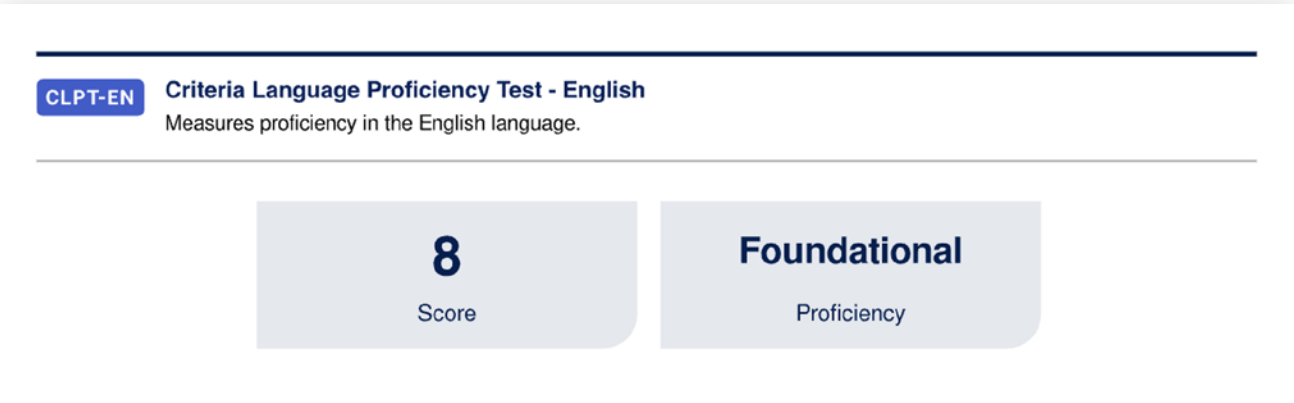 CLPT-EN
Criteria Language Proficiency Test - English
Measures proficiency in the English language.
8
Score
Foundational
Proficiency